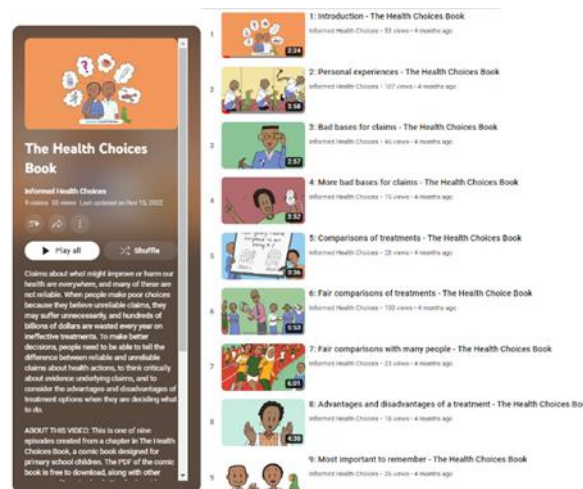 The Health Choices
Book
Informed Health Choices
9 videos 50 views Last updated on Nov 15, 2022
Play all
Shuffle
Claims about what might improve or harm our
health are everywhere, and many of these are
not reliable. When people make poor choices
because they believe unreliable claims, they
may suffer unnecessarily, and hundreds of
billions of dollars are wasted every year on
ineffective treatments. To make better
decisions, people need to be able to tell the
difference between reliable and unreliable
claims about health actions, to think critically
about evidence underlying claims, and to
consider the advantages and disadvantages of
treatment options when they are deciding what
to do.
ABOUT THIS VIDEO: This is one of nine
episodes created from a chapter in The Health
Choices Book, a comic book designed for
primary school children. The PDF of the comic
book is free to download, along with other
1
2:24
1: Introduction - The Health Choices Book
Informed Health Choices • 55 views • 4 months ago
2
3:58
2: Personal experiences - The Health Choices Book
Informed Health Choices • 107 views • 4 months ago
3
2:57
3: Bad bases for claims - The Health Choices Book
Informed Health Choices • 45 views • 4 months ago
4
3:52
4: More bad bases for claims - The Health Choices Book
Informed Health Choices • 15 views • 4 months ago
5
3:36
5: Comparisons of treatments - The Health Choices Book
Informed Health Choices • 28 views • 4 months ago
6
5:53
6: Fair comparisons of treatments - The Health Choice Book
Informed Health Choices • 100 views • 4 months ago
7
6:01
7: Fair comparisons with many people - The Health Choices Book
Informed Health Choices • 23 views • 4 months ago
8
4:38
8: Advantages and disadvantages of a treatment - The Health Choices Bo
Informed Health Choices • 18 views • 4 months ago
9
9: Most important to remember - The Health Choices Book
Informed Health Choices • 26 views • 4 months ago